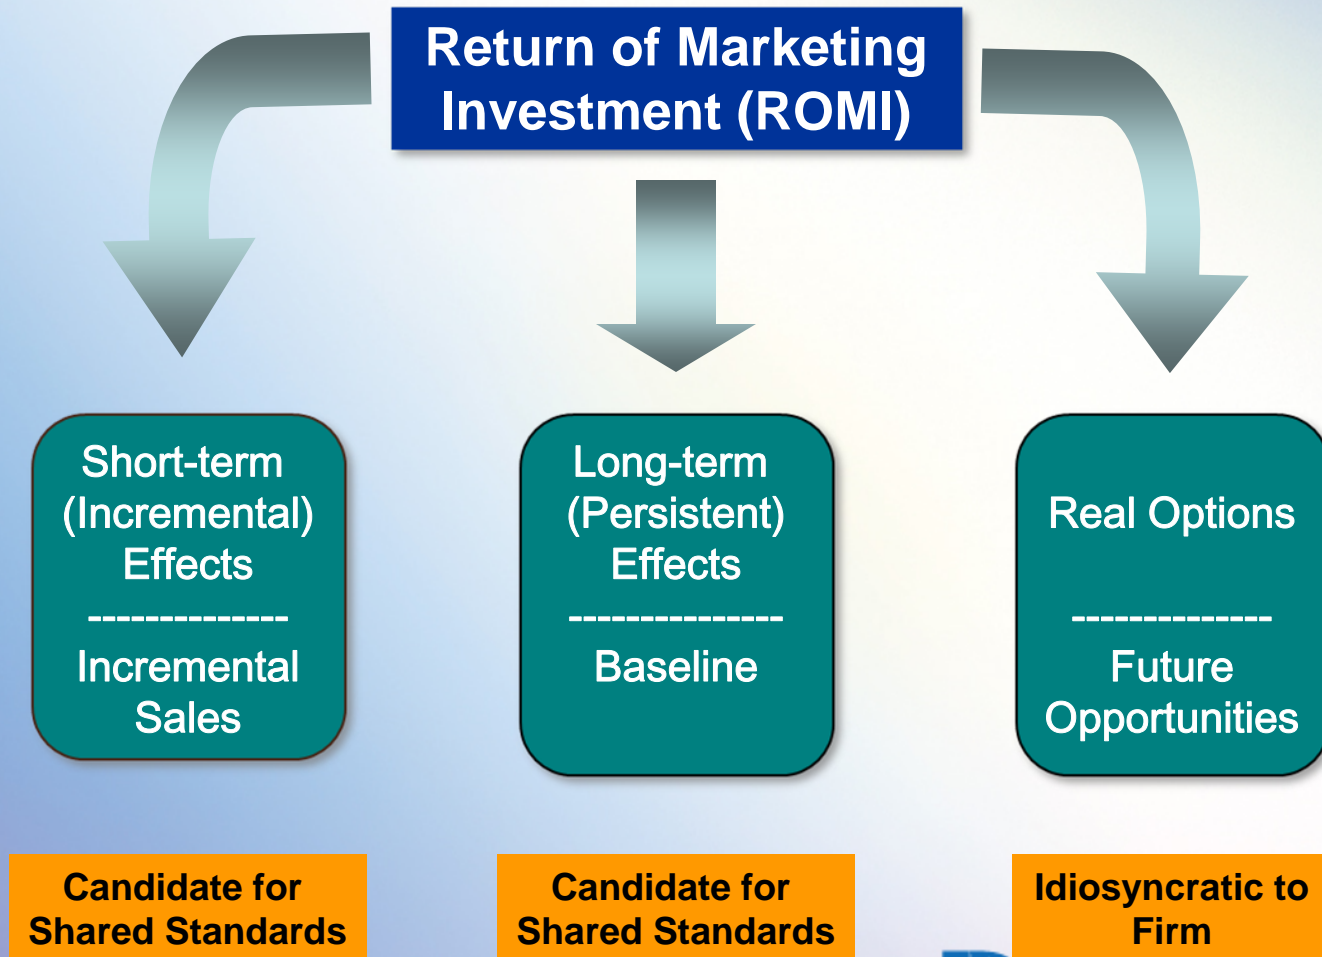 Return of Marketing
Investment (ROMI)
Short-term
(Incremental)
Effects
--------------
Incremental
Sales
Long-term
(Persistent)
Effects
---------------
Baseline
Real Options
--------------
Future
Opportunities
Candidate for
Shared Standards
Candidate for
Shared Standards
Idiosyncratic to
Firm